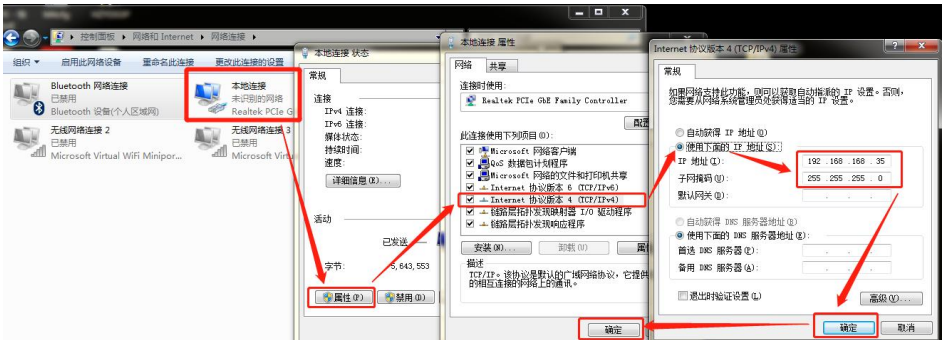 控制面板 ▸ 网络和 Internet ▸ 网络连接 ▸
组织 ▾ 启用此网络设备 重命名此连接 更改此连接的设置
Bluetooth 网络连接
已禁用
Bluetooth 设备(个人区域网)
本地连接
未识别的网络
Realtek PCIe G
无线网络连接 2
已禁用
Microsoft Virtual WiFi Minipor...
无线网络连接 3
已禁用
Microsoft Virtu
本地连接 状态
常规
连接
IPv4 连接:
IPv6 连接:
媒体状态:
持续时间:
速度:
详细信息(E)...
活动
已发送
字节:
5,643,553
属性(P)
禁用(D)
本地连接 属性
网络 共享
连接时使用:
Realtek PCIe GbE Family Controller
此连接使用下列项目(O):
Microsoft 网络客户端
QoS 数据包计划程序
Microsoft 网络的文件和打印机共享
Internet 协议版本 6 (TCP/IPv6)
Internet 协议版本 4 (TCP/IPv4)
链路层拓扑发现映射器 I/O 驱动程序
链路层拓扑发现响应程序
安装(N)... 卸载(U)
描述
TCP/IP。该协议是默认的广域网络协议，它提供
的相互连接的网络上的通讯。
确定
Internet 协议版本 4 (TCP/IPv4) 属性
常规
如果网络支持此功能，则可以获取自动指派的 IP 设置。否则，
您需要从网络系统管理员处获得适当的 IP 设置。
自动获得 IP 地址(O)
使用下面的 IP 地址(S):
IP 地址(I): 192 .168 .168 . 35
子网掩码(U): 255 .255 .255 . 0
默认网关(D):
自动获得 DNS 服务器地址(B)
使用下面的 DNS 服务器地址(E):
首选 DNS 服务器(P):
备用 DNS 服务器(A):
退出时验证设置(L)
高级(V)...
确定 取消